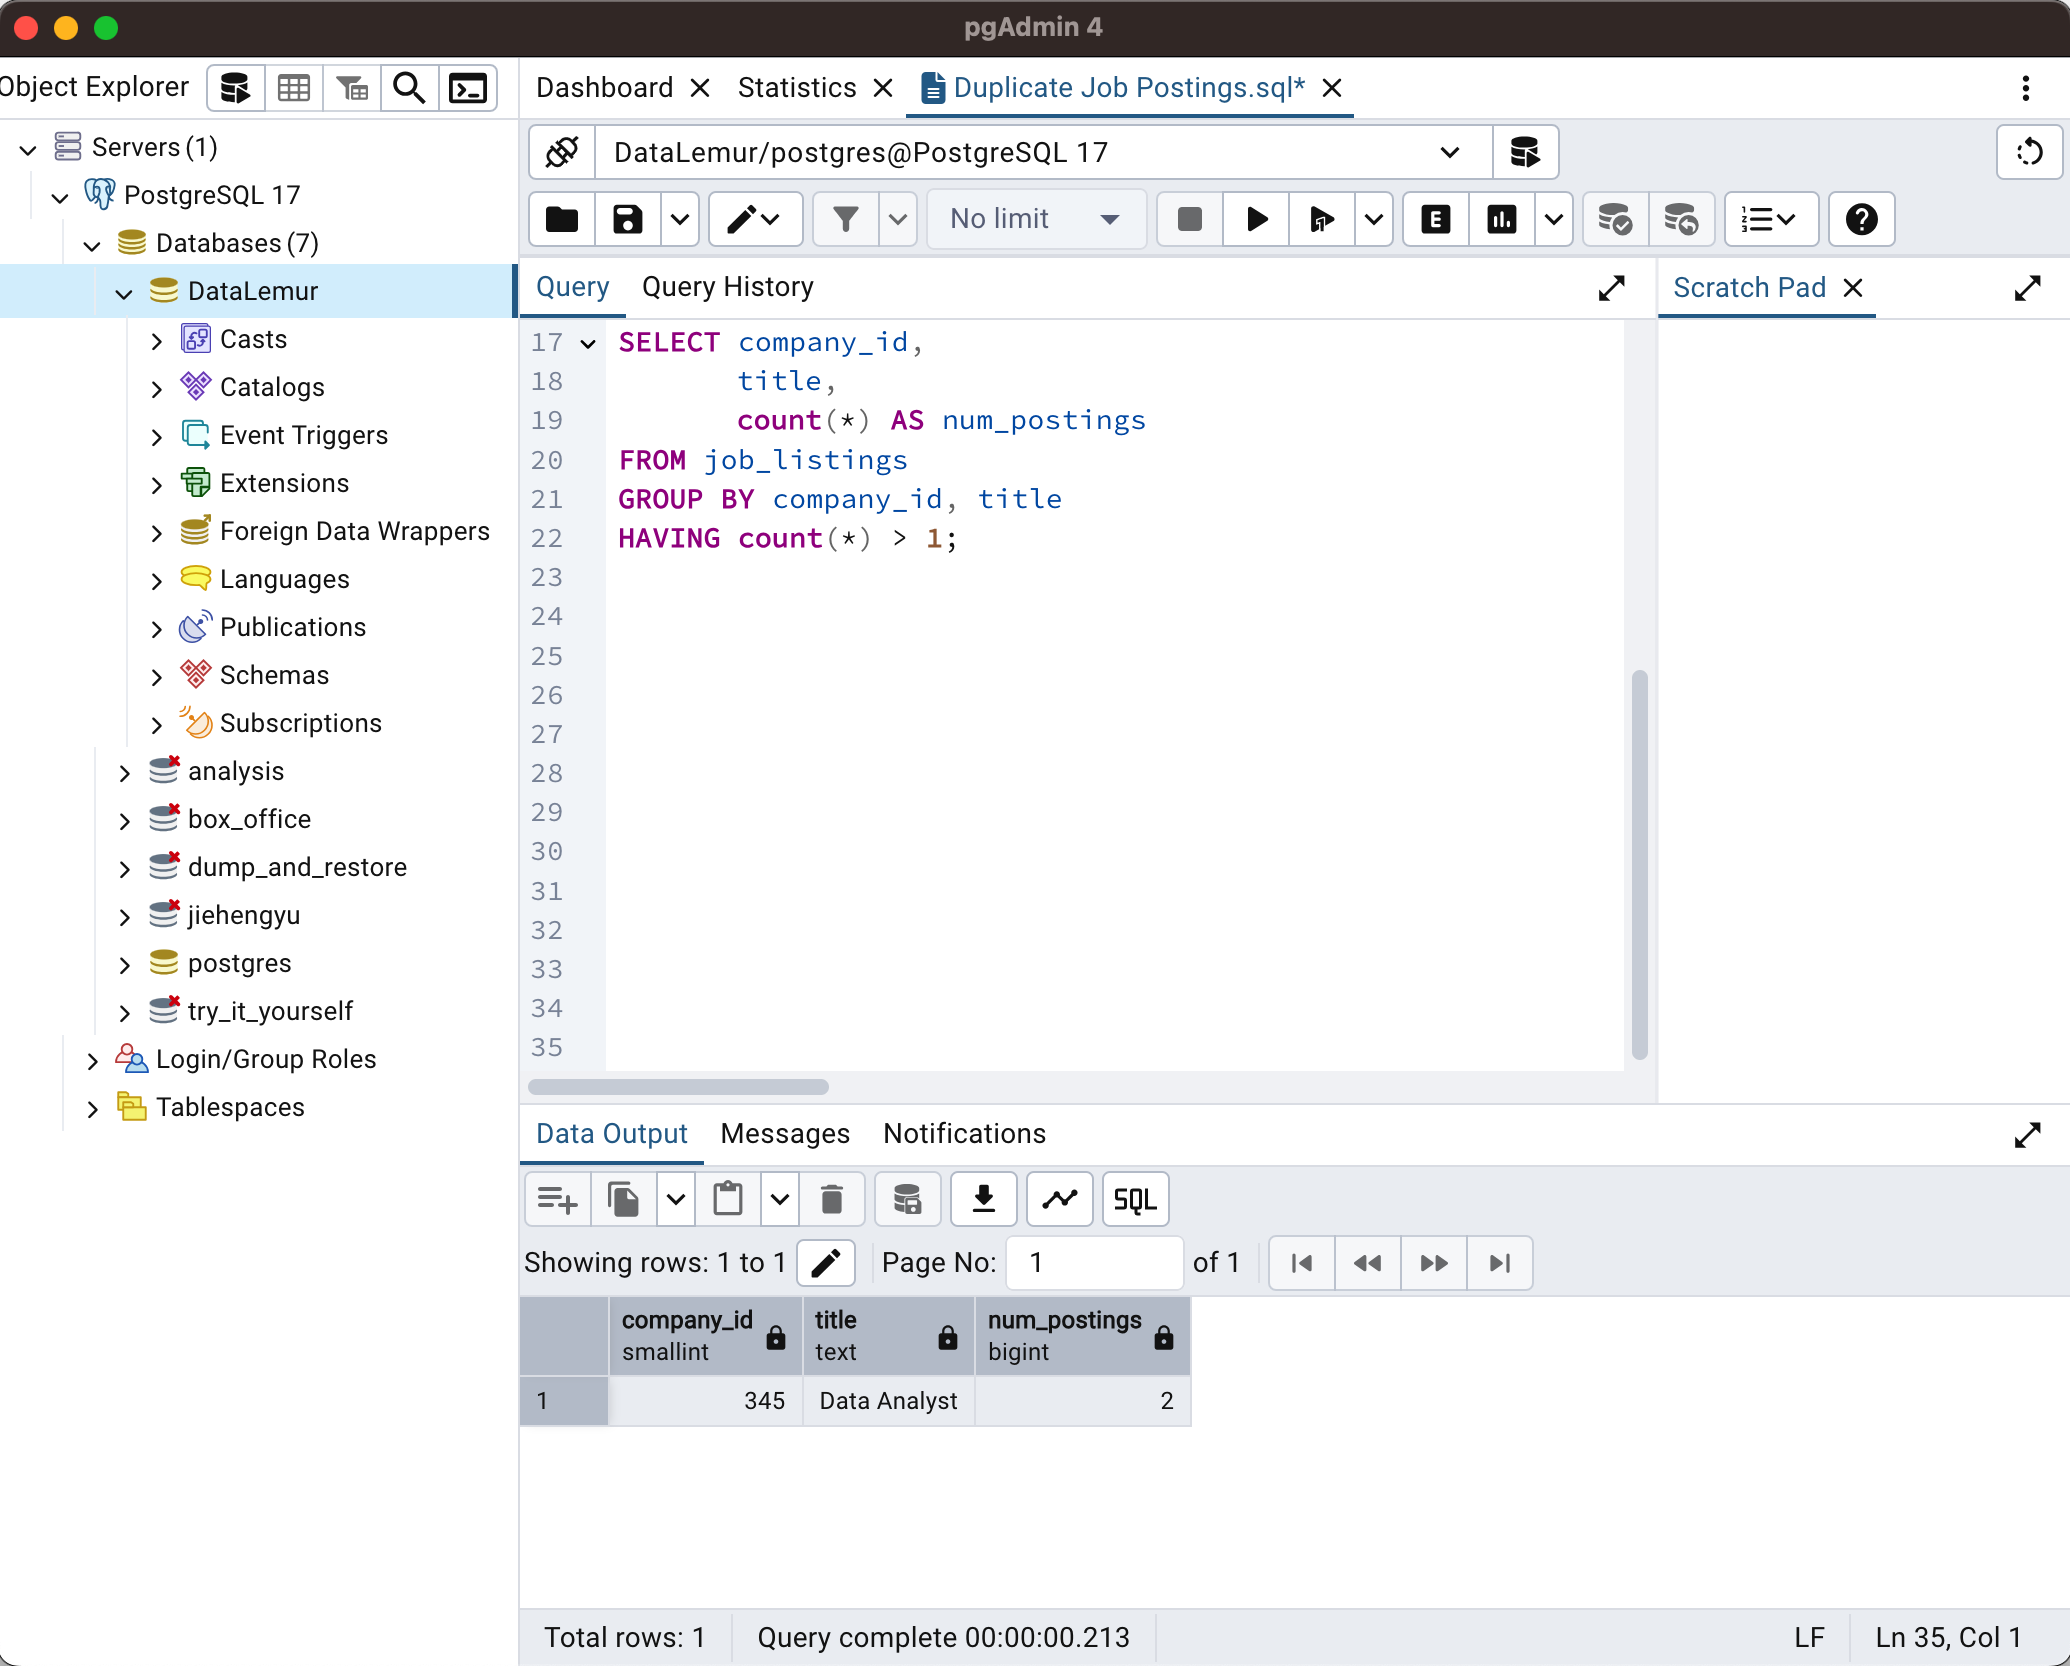 pgAdmin 4
Object Explorer
Servers (1)
PostgreSQL 17
Databases (7)
DataLemur
Casts
Catalogs
Event Triggers
Extensions
Foreign Data Wrappers
Languages
Publications
Schemas
Subscriptions
analysis
box_office
dump_and_restore
jiehengyu
postgres
try_it_yourself
Login/Group Roles
Tablespaces
Dashboard Statistics Duplicate Job Postings.sql*
DataLemur/postgres@PostgreSQL 17
No limit
E
Query Query History
Scratch Pad
17 SELECT company_id,
18 title,
19 count(*) AS num_postings
20 FROM job_listings
21 GROUP BY company_id, title
22 HAVING count(*) > 1;
23
24
25
26
27
28
29
30
31
32
33
34
35
Data Output Messages Notifications
SQL
Showing rows: 1 to 1 Page No: 1 of 1
company_id title num_postings
smallint text bigint
1 345 Data Analyst 2
Total rows: 1 Query complete 00:00:00.213 LF Ln 35, Col 1